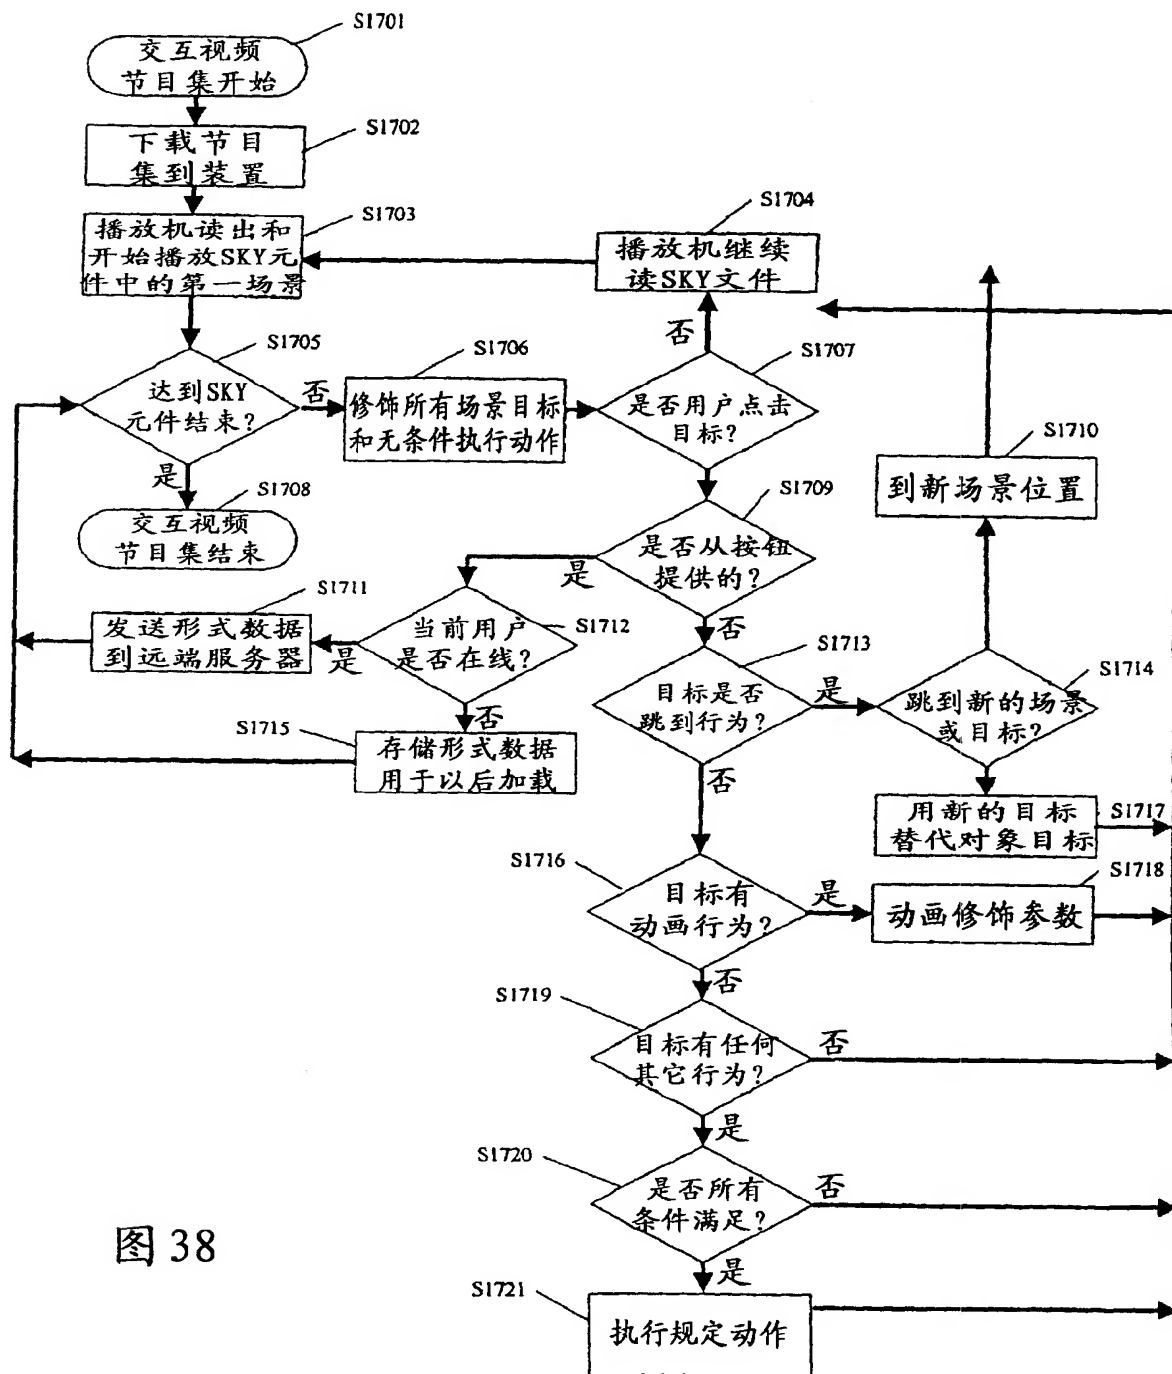 S1701
交互视频
节目集开始
S1702
下载节目
集到装置
S1703
播放机读出和
开始播放SKY元
件中的第一场景
S1704
播放机继续
读SKY文件
否
S1705
达到SKY
元件结束?
否
是
S1706
修饰所有场景目标
和无条件执行动作
S1707
是否用户点击
目标?
S1708
交互视频
节目集结束
S1709
是否从按钮
提供的?
是
否
S1710
到新场景位置
S1711
发送形式数据
到远端服务器
S1712
当前用户
是否在线?
是
否
S1713
目标是否
跳到行为?
是
否
S1714
跳到新的场景
或目标?
S1715
存储形式数据
用于以后加载
S1717
用新的目标
替代对象目标
S1716
目标有
动画行为?
是
否
S1718
动画修饰参数
S1719
目标有任何
其它行为?
否
是
S1720
是否所有
条件满足?
否
是
S1721
执行规定动作
图 38